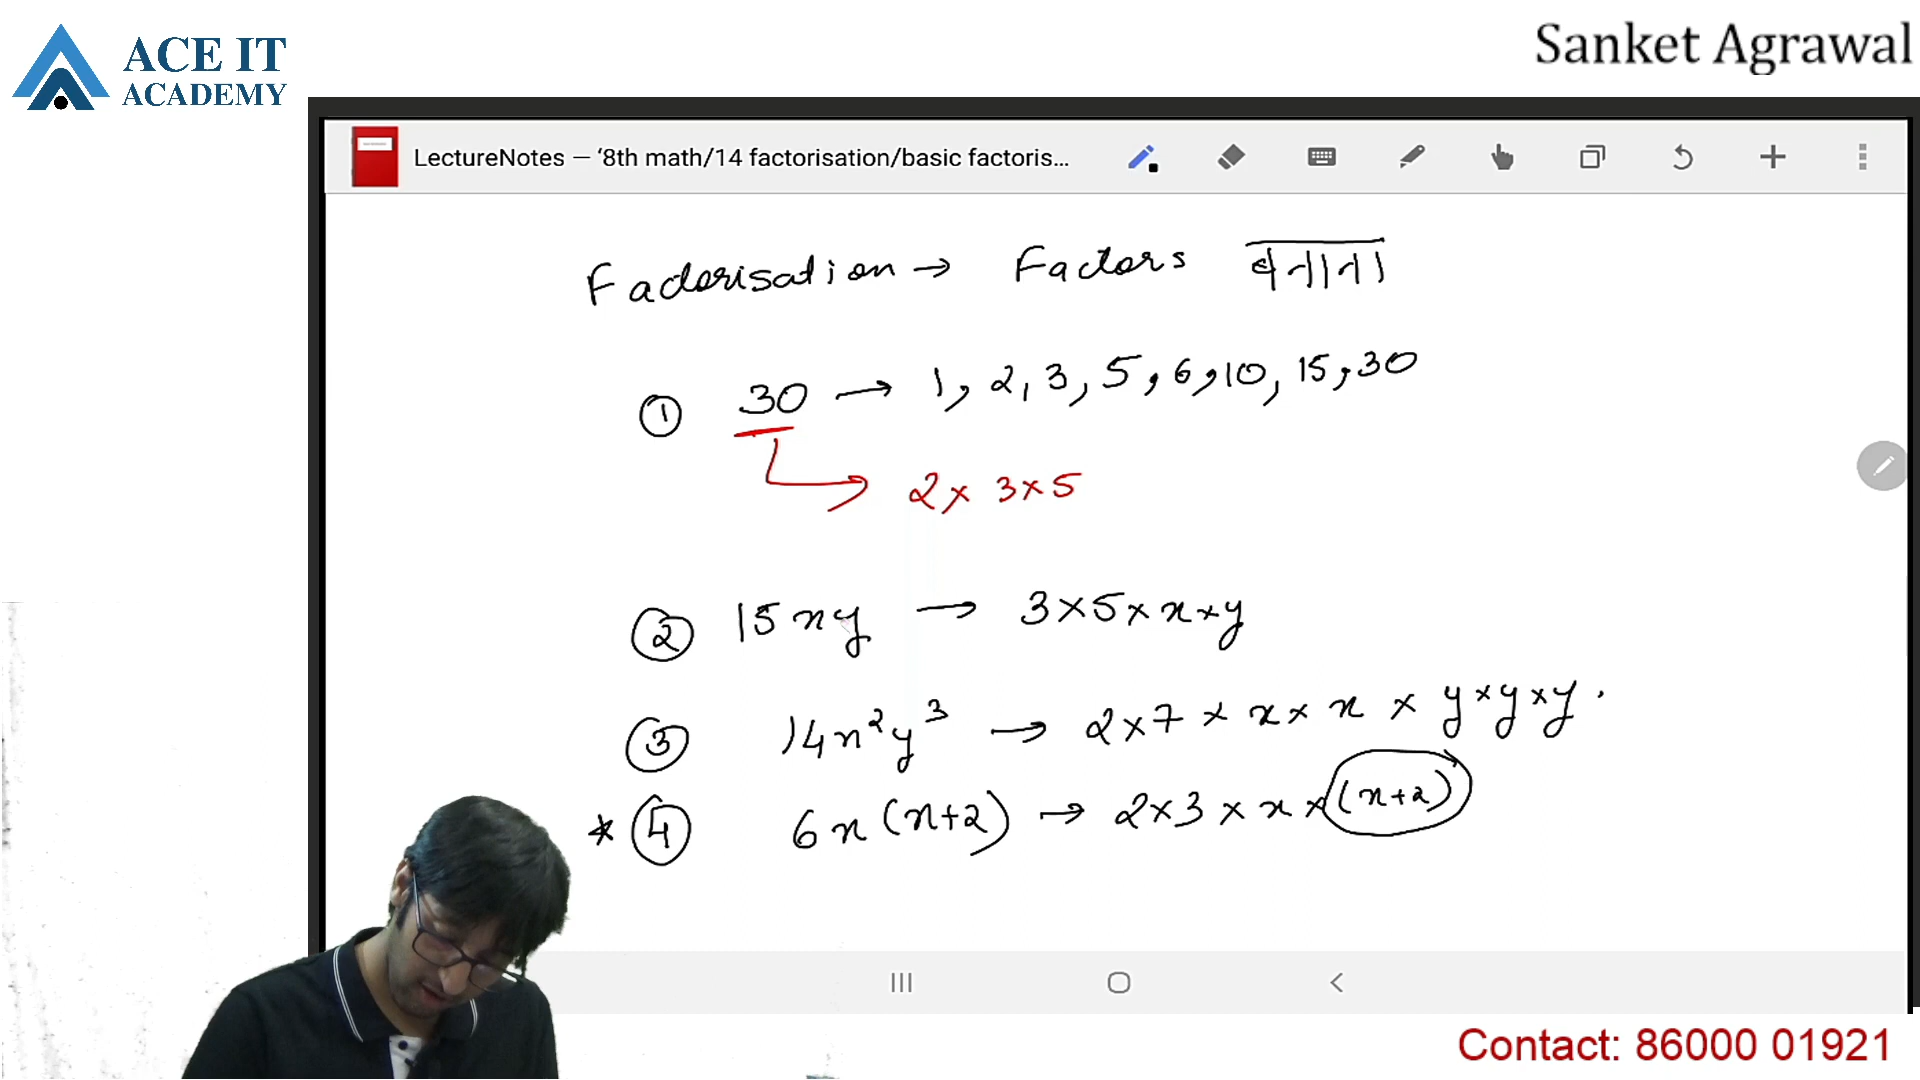 ACE IT
ACADEMY
Sanket Agrawal
LectureNotes — ‘8th math/14 factorisation/basic factoris...
Factorisation → Factors बनाना
① 30 → 1, 2, 3, 5, 6, 10, 15, 30
2 × 3 × 5
② 15xy → 3 × 5 × x × y
③ 14x²y³ → 2 × 7 × x × x × y × y × y .
* ④ 6x (x+2) → 2 × 3 × x × (x+2)
Contact: 86000 01921